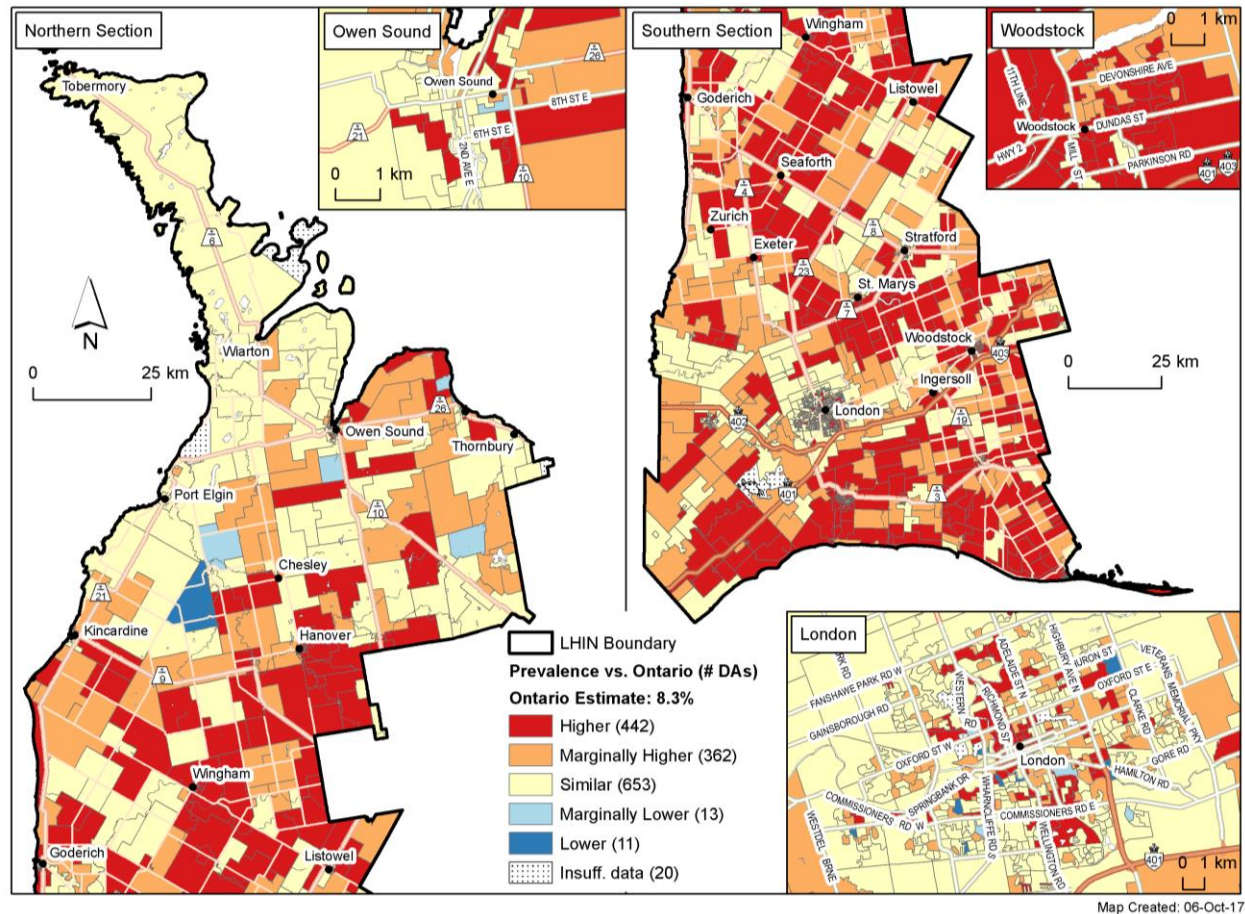 Northern Section
Tobermory
6
N
0 25 km
Wiarton
Owen Sound
26
Thornbury
Port Elgin
10
Chesley
21
Kincardine
Hanover
9
Wingham
Goderich
Listowel
Owen Sound
Owen Sound
26
8TH ST E
6TH ST E
21
2ND AVE E
10
0 1 km
Southern Section
Wingham
Goderich
Listowel
Seaforth
4
Zurich
8
Exeter
Stratford
23
St. Marys
7
Woodstock
403
Ingersoll
London
19
402
401
3
0 25 km
Woodstock
0 1 km
11TH LINE
DEVONSHIRE AVE
Woodstock
DUNDAS ST
HWY 2
MILL ST
PARKINSON RD
401
403
LHIN Boundary
Prevalence vs. Ontario (# DAs)
Ontario Estimate: 8.3%
Higher (442)
Marginally Higher (362)
Similar (653)
Marginally Lower (13)
Lower (11)
Insuff. data (20)
London
FANSHAWE PARK RD W
GAINSBOROUGH RD
WESTERN RD
RICHMOND ST
ADELAIDE ST N
HIGHBURY AVE N
OXFORD ST E
VETERANS MEMORIAL PKY
CLARKE RD
GORE RD
OXFORD ST W
London
HAMILTON RD
SPRINGBANK DR
COMMISSIONERS RD W
WHARNCLIFFE RD S
COMMISSIONERS RD E
WELLINGTON RD
WESTDEL BRNE
401
0 1 km
Map Created: 06-Oct-17